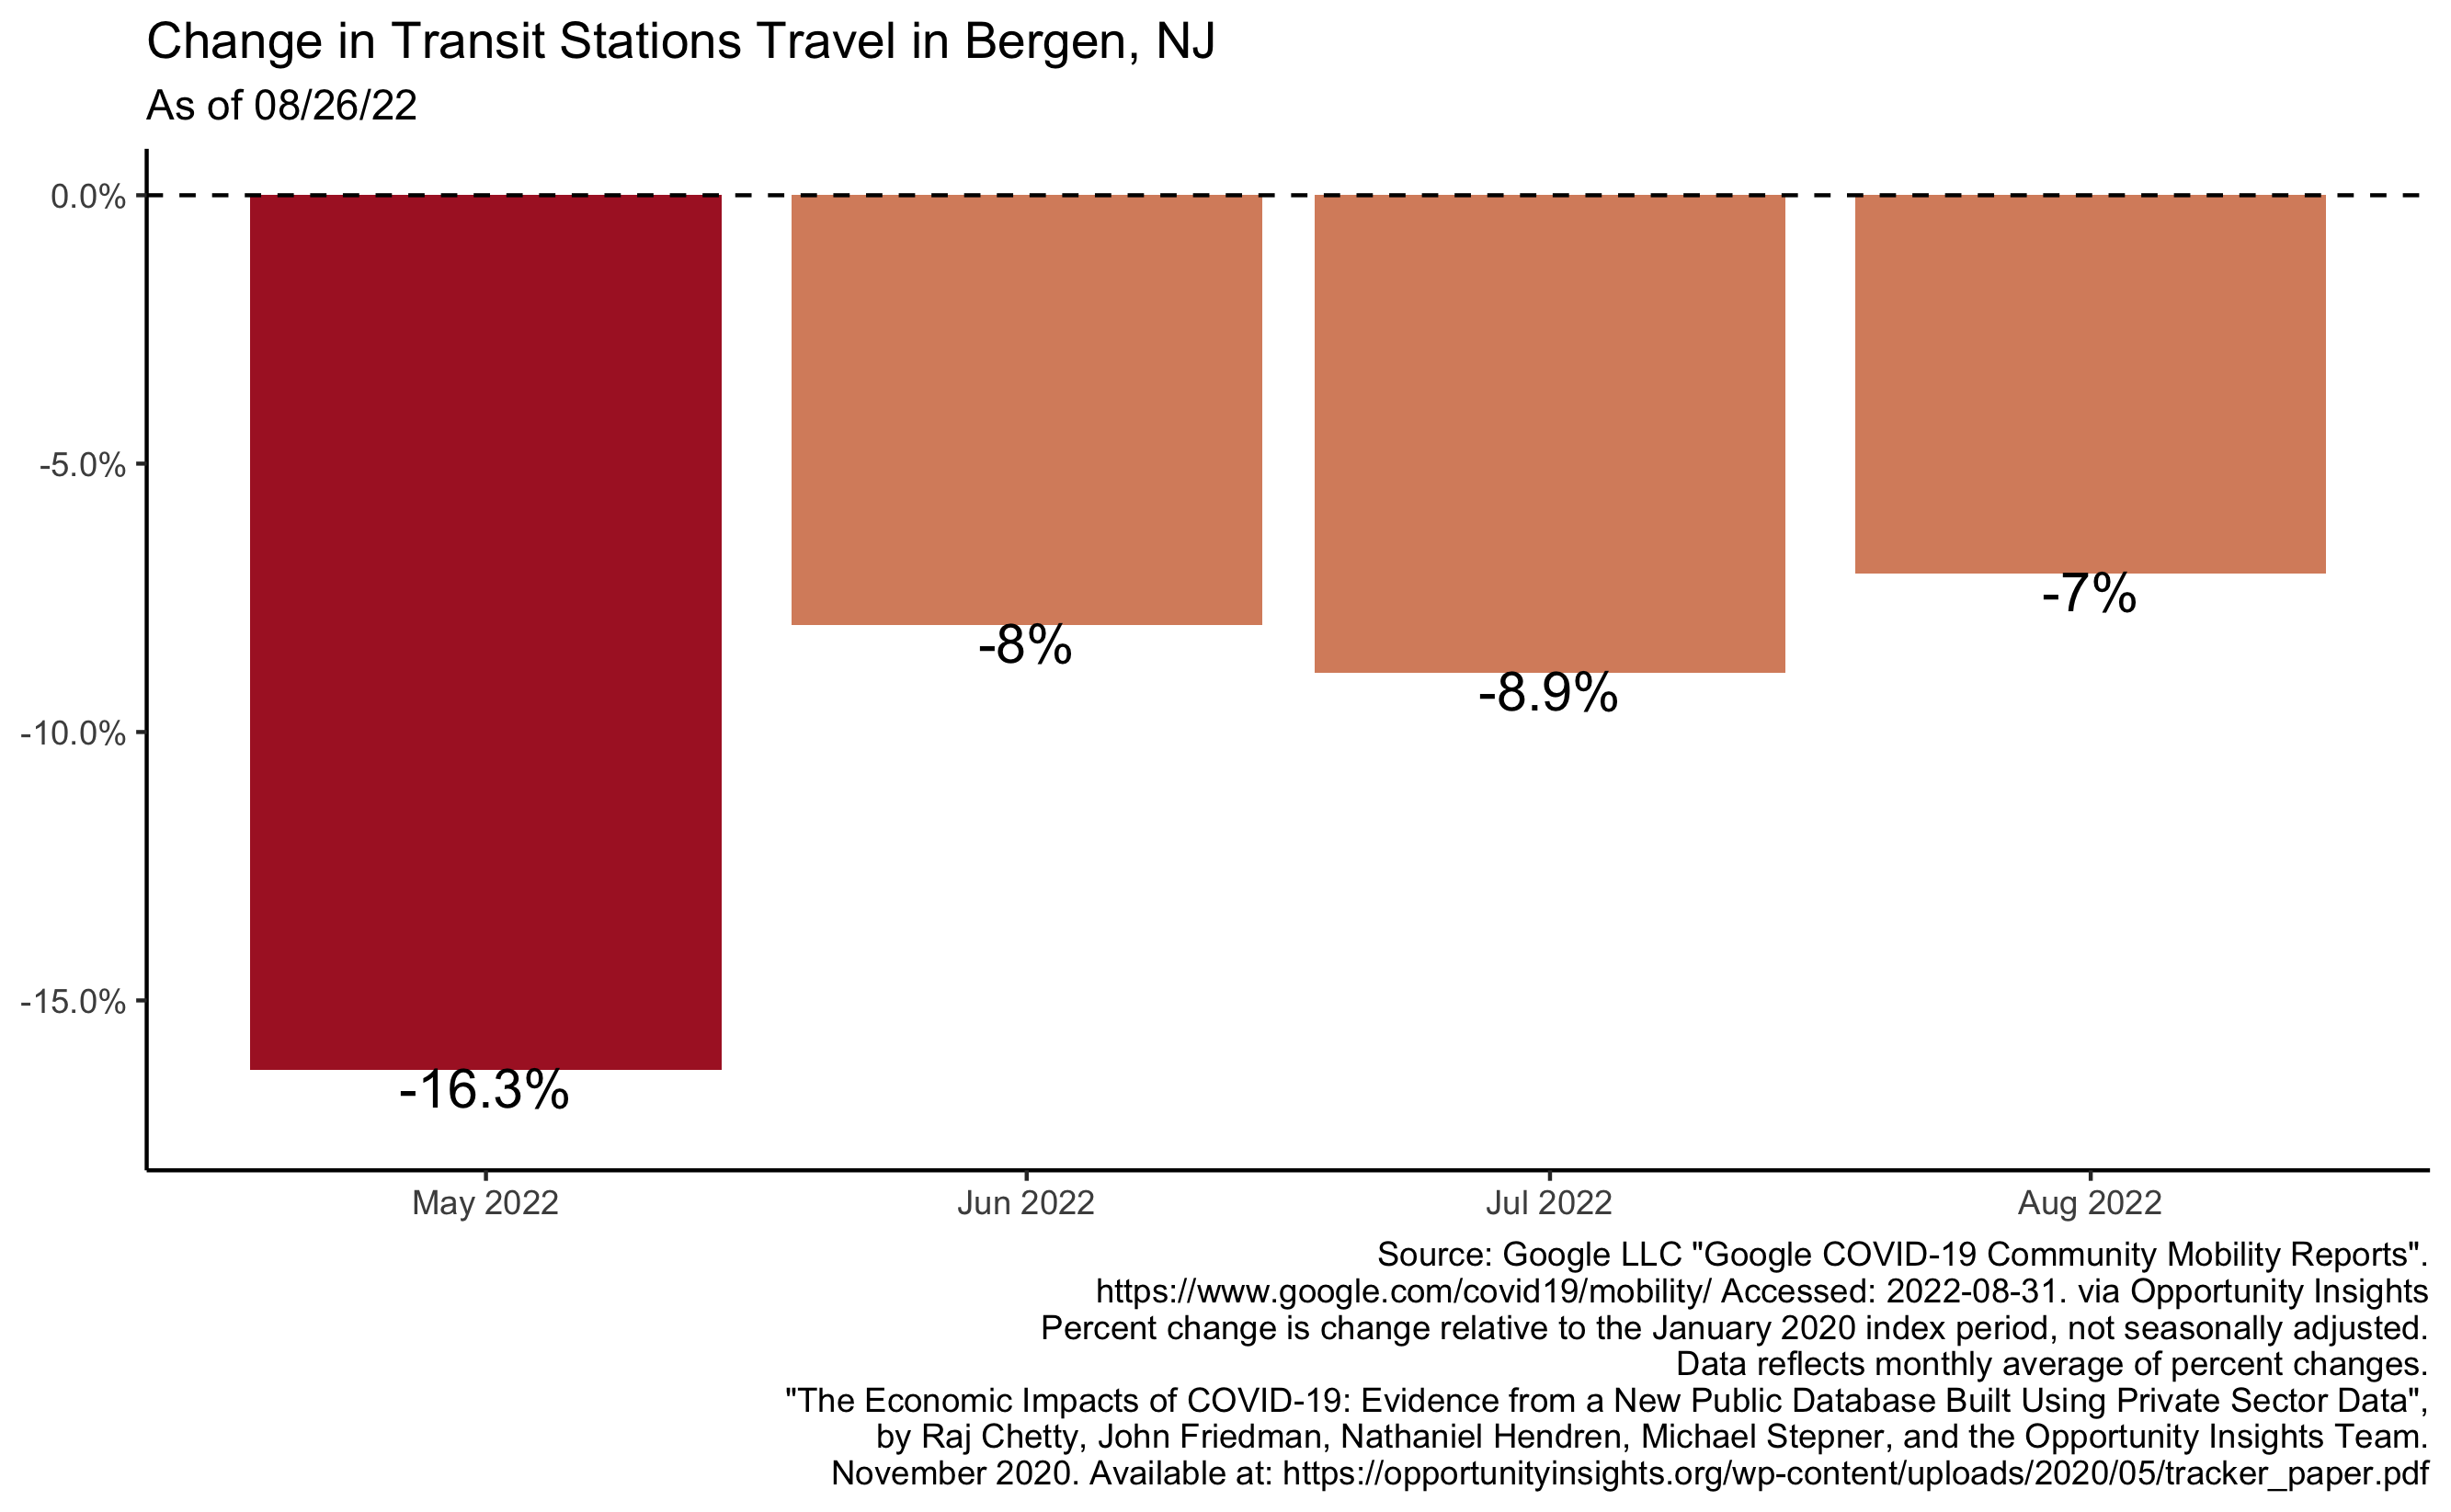 Change in Transit Stations Travel in Bergen, NJ
As of 08/26/22
0.0%
-5.0%
-10.0%
-15.0%
-16.3%
-8%
-8.9%
-7%
May 2022
Jun 2022
Jul 2022
Aug 2022
Source: Google LLC "Google COVID-19 Community Mobility Reports".
https://www.google.com/covid19/mobility/ Accessed: 2022-08-31. via Opportunity Insights
Percent change is change relative to the January 2020 index period, not seasonally adjusted.
Data reflects monthly average of percent changes.
"The Economic Impacts of COVID-19: Evidence from a New Public Database Built Using Private Sector Data",
by Raj Chetty, John Friedman, Nathaniel Hendren, Michael Stepner, and the Opportunity Insights Team.
November 2020. Available at: https://opportunityinsights.org/wp-content/uploads/2020/05/tracker_paper.pdf